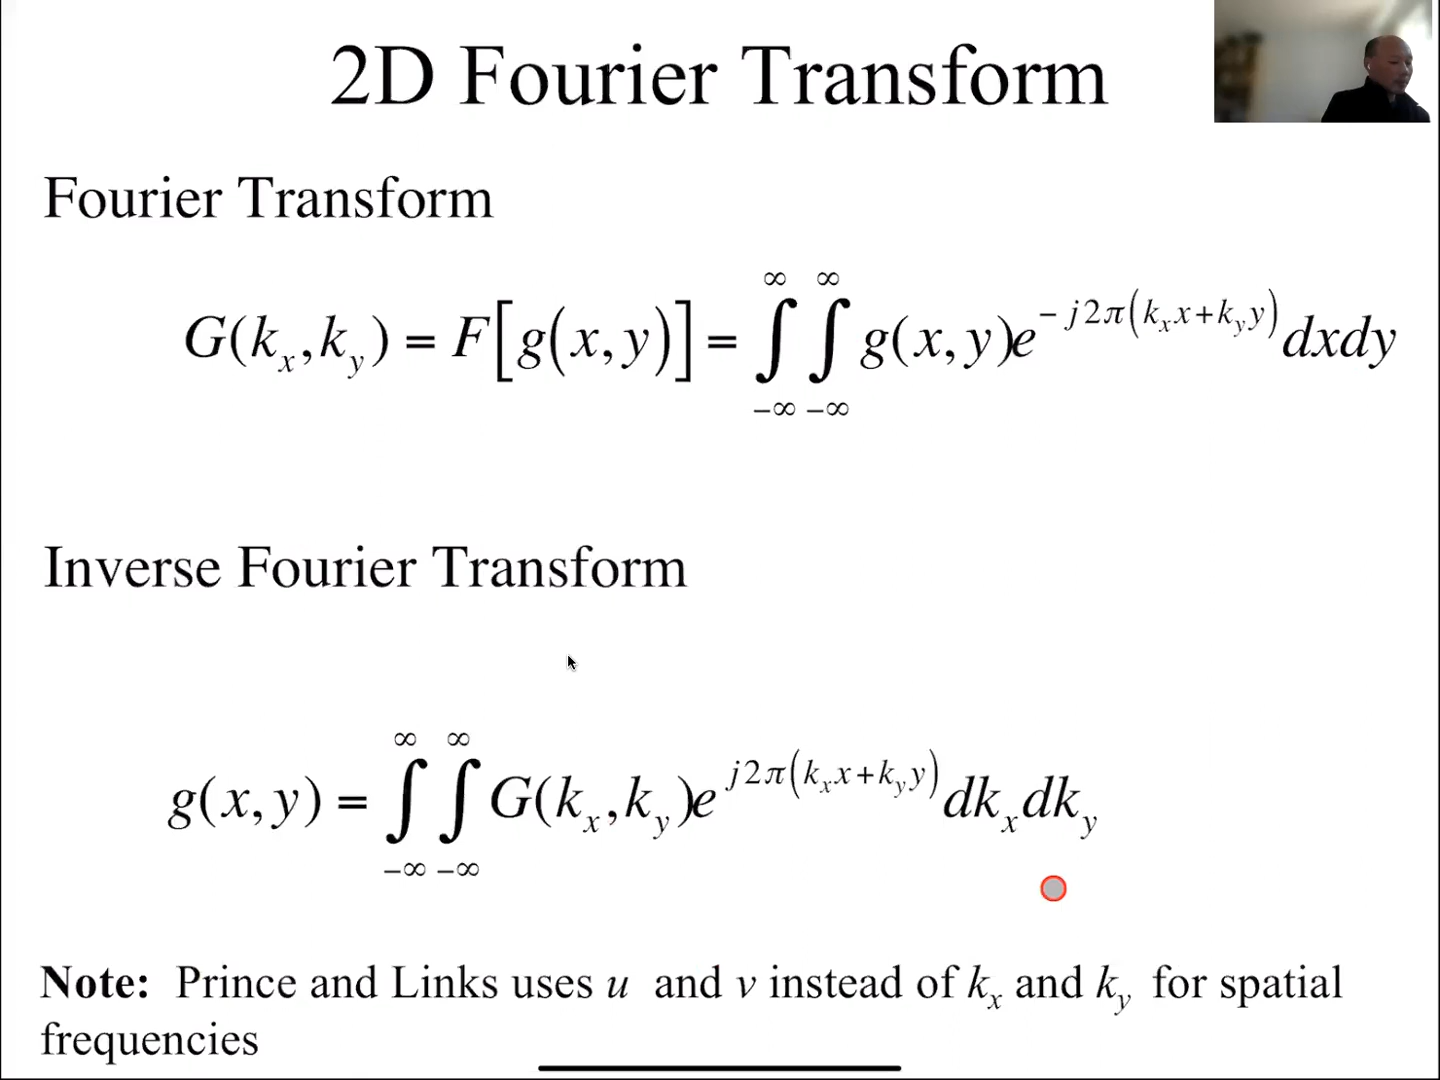 2D Fourier Transform
Fourier Transform
G(k_x,k_y) = F[g(x,y)] = ∫_{-∞}^{∞} ∫_{-∞}^{∞} g(x,y)e^{-j2π(k_x x+k_y y)} dxdy
Inverse Fourier Transform
g(x,y) = ∫_{-∞}^{∞} ∫_{-∞}^{∞} G(k_x,k_y)e^{j2π(k_x x+k_y y)} dk_x dk_y
Note: Prince and Links uses u and v instead of k_x and k_y for spatial
frequencies